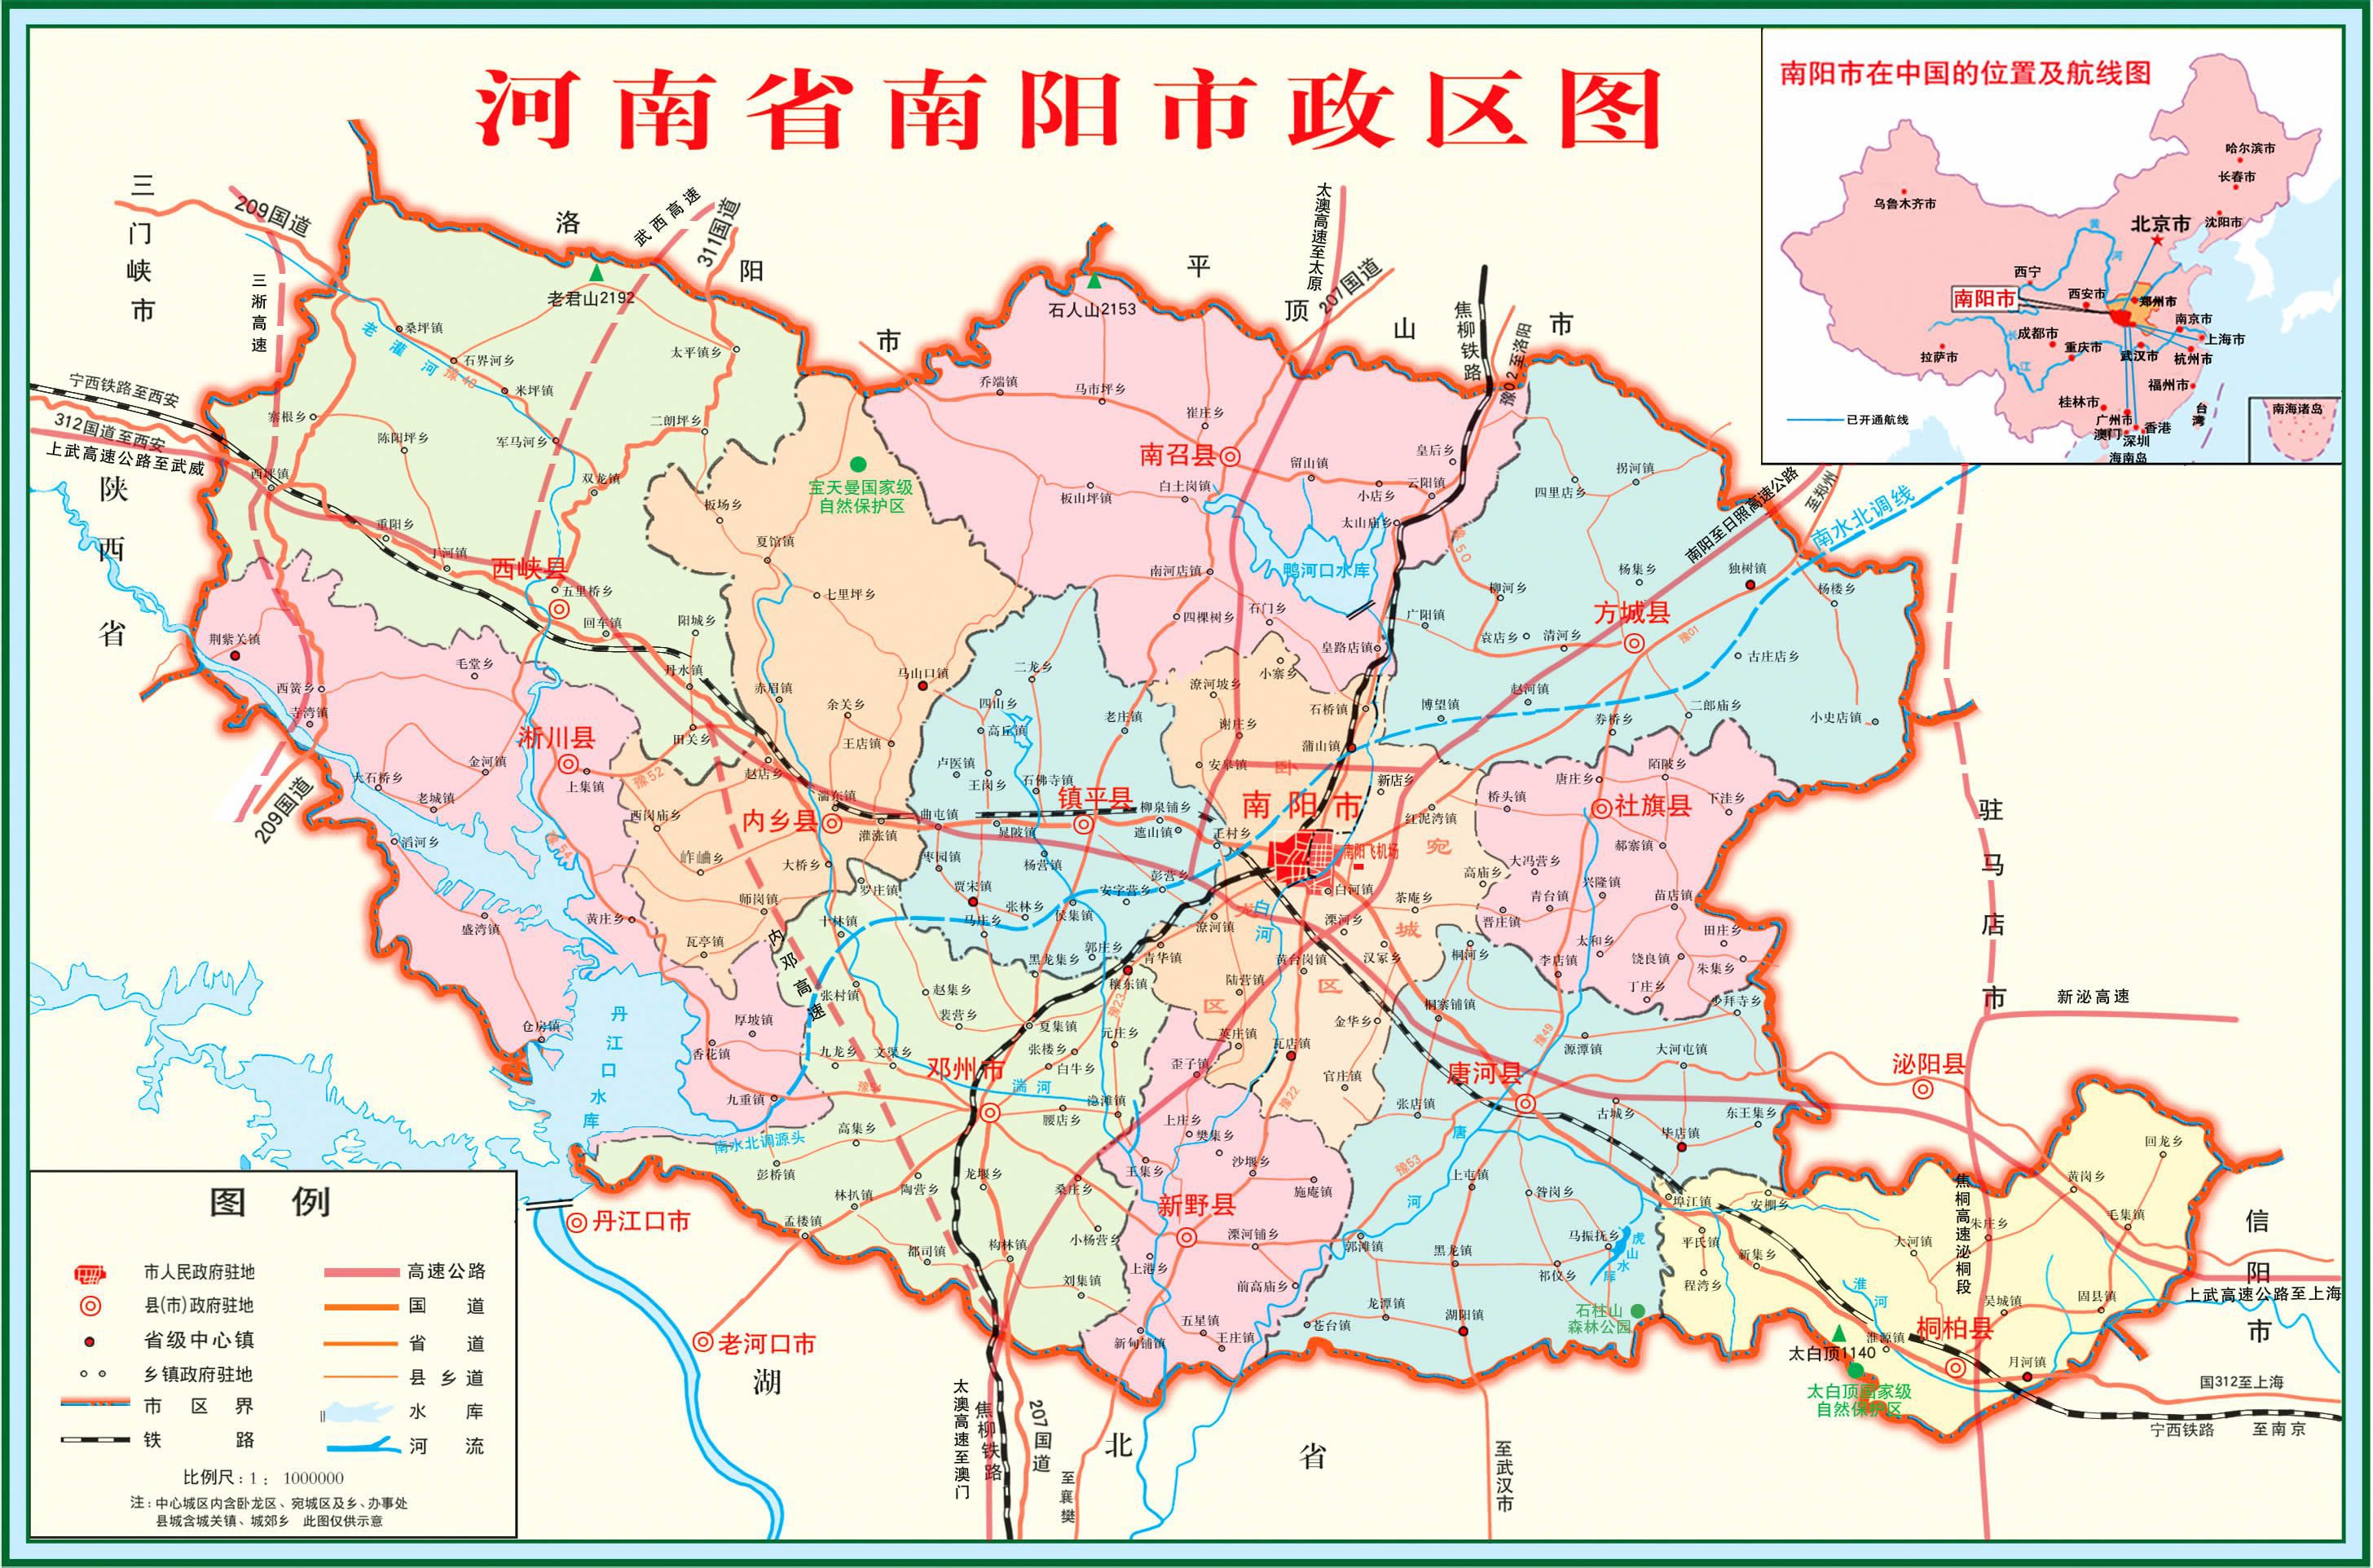 河南省南阳市政区图
南阳市在中国的位置及航线图
哈尔滨市
长春市
乌鲁木齐市
沈阳市
北京市
黄
河
西宁
南阳市
西安市
郑州市
南京市
成都市
上海市
重庆市
武汉市
拉萨市
杭州市
长
江
福州市
桂林市
台湾
广州市
澳门
香港
深圳
海南岛
南海诸岛
已开通航线
三门峡市
洛
阳
市
平
顶
山
市
陕
西
省
驻马店市
信
阳
市
湖
北
省
209国道
三淅高速
武西高速
311国道
太澳高速至太原
207国道
焦柳铁路
豫02至洛阳
宁西铁路至西安
312国道至西安
上武高速公路至武威
南阳至日照高速公路
至郑州
南水北调线
老君山2192
石人山2153
桑坪镇
老灌河
豫48
石界河乡
米坪镇
太平镇乡
寨根乡
陈阳坪乡
军马河乡
二朗坪乡
西坪镇
双龙镇
重阳乡
丁河镇
西峡县
五里桥乡
回车镇
阳城乡
丹水镇
田关乡
宝天曼国家级
自然保护区
板场乡
夏馆镇
七里坪乡
马山口镇
赤眉镇
余关乡
王店镇
赵店乡
湍东镇
内乡县
灌涨镇
西岗庙乡
岞㟙乡
大桥乡
师岗镇
瓦亭镇
豫52
乔端镇
马市坪乡
崔庄乡
南召县
留山镇
皇后乡
板山坪镇
白土岗镇
小店乡
云阳镇
太山庙乡
南河店镇
鸭河口水库
四棵树乡
石门乡
皇路店镇
豫50
四里店乡
拐河镇
杨集乡
独树镇
杨楼乡
柳河乡
广阳镇
方城县
袁店乡
清河乡
豫01
古庄店乡
博望镇
赵河镇
券桥乡
二郎庙乡
小史店镇
荆紫关镇
毛堂乡
西簧乡
寺湾镇
淅川县
金河镇
上集镇
大石桥乡
老城镇
滔河乡
豫54
209国道
盛湾镇
黄庄乡
仓房镇
丹江口水库
香花镇
厚坡镇
九重镇
南水北调源头
二龙乡
四山乡
高丘镇
老庄镇
卢医镇
王岗乡
石佛寺镇
镇平县
曲屯镇
晁陂镇
柳泉铺乡
遮山镇
枣园镇
杨营镇
贾宋镇
张林乡
侯集镇
安字营乡
彭营乡
马庄乡
郭庄乡
黑龙集乡
潦河坡乡
小寨乡
谢庄乡
石桥镇
蒲山镇
安皋镇
卧
龙
区
新店乡
南阳市
王村乡
红泥湾镇
南阳飞机场
宛
城
区
高庙乡
白河镇
茶庵乡
白
河
溧河乡
潦河镇
青华镇
黄台岗镇
汉冢乡
陆营镇
英庄镇
瓦店镇
金华乡
官庄镇
豫22
陌陂乡
唐庄乡
社旗县
桥头镇
下洼乡
郝寨镇
大冯营乡
兴隆镇
青台镇
苗店镇
晋庄镇
太和乡
田庄乡
李店镇
饶良镇
朱集乡
丁庄乡
罗庄镇
十林镇
内邓高速
张村镇
赵集乡
裴营乡
穰东镇
夏集镇
豫23
元庄乡
九龙乡
文渠乡
张楼乡
白牛乡
邓州市
湍河
豫54
腰店乡
隐滩镇
高集乡
彭桥镇
林扒镇
陶营乡
龙堰乡
桑庄乡
孟楼镇
都司镇
构林镇
小杨营乡
刘集镇
歪子镇
上庄乡
樊集乡
王集乡
沙堰乡
新野县
施庵镇
溧河铺乡
上港乡
前高庙乡
五星镇
王庄镇
新甸铺镇
桐河乡
桐寨铺镇
少拜寺乡
豫49
源潭镇
大河屯镇
唐河县
张店镇
古城乡
东王集乡
毕店镇
唐
河
豫53
上屯镇
昝岗乡
郭滩镇
黑龙镇
马振抚乡
虎山水库
祁仪乡
龙潭镇
湖阳镇
苍台镇
石柱山
森林公园
新泌高速
泌阳县
回龙乡
黄岗乡
毛集镇
焦桐高速泌桐段
朱庄乡
埠江镇
安棚乡
平氏镇
大河镇
新集乡
程湾乡
淮河
吴城镇
固县镇
桐柏县
淮源镇
月河镇
太白顶1140
太白顶国家级
自然保护区
上武高速公路至上海
国312至上海
宁西铁路 至南京
丹江口市
老河口市
太澳高速至澳门
焦柳铁路
207国道
至襄樊
至武汉市
图 例
市人民政府驻地
高速公路
县(市)政府驻地
国 道
省级中心镇
省 道
乡镇政府驻地
县 乡 道
市 区 界
水 库
铁 路
河 流
比例尺：1：1000000
注：中心城区内含卧龙区、宛城区及乡、办事处
县城含城关镇、城郊乡 此图仅供示意